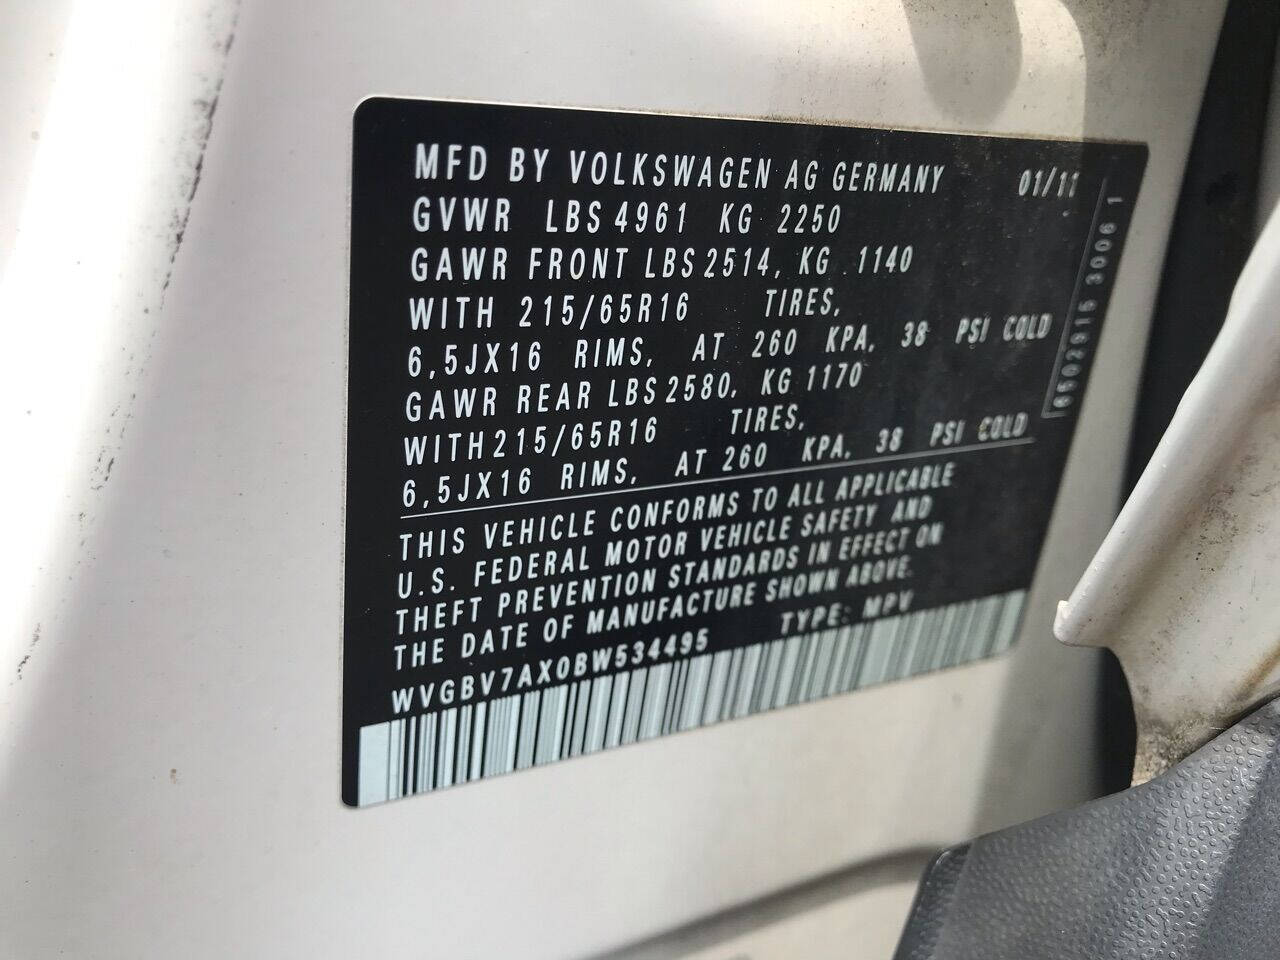 MFD BY VOLKSWAGEN AG GERMANY 01/11
GVWR LBS 4961 KG 2250
GAWR FRONT LBS 2514, KG 1140
WITH 215/65R16 TIRES,
6,5JX16 RIMS, AT 260 KPA, 38 PSI COLD
GAWR REAR LBS 2580, KG 1170
WITH 215/65R16 TIRES,
6,5JX16 RIMS, AT 260 KPA, 38 PSI COLD
THIS VEHICLE CONFORMS TO ALL APPLICABLE
U.S. FEDERAL MOTOR VEHICLE SAFETY AND
THEFT PREVENTION STANDARDS IN EFFECT ON
THE DATE OF MANUFACTURE SHOWN ABOVE.
WVGBV7AX0BW534495 TYPE: MPV
6502916 3006 1